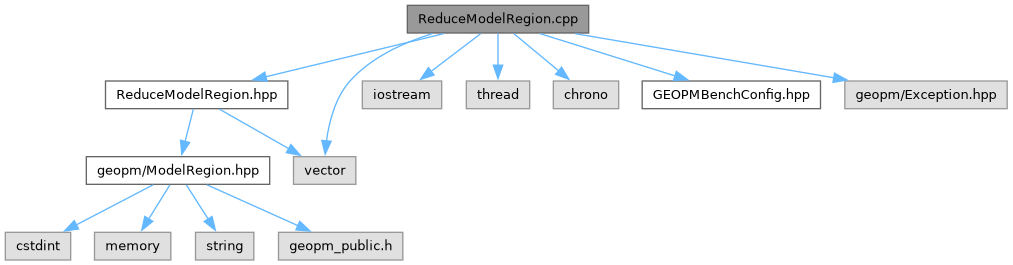 ReduceModelRegion.cpp
ReduceModelRegion.hpp
iostream
thread
chrono
GEOPMBenchConfig.hpp
geopm/Exception.hpp
geopm/ModelRegion.hpp
vector
cstdint
memory
string
geopm_public.h